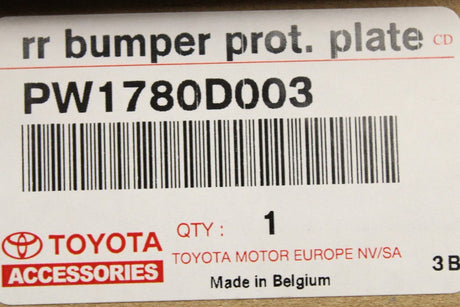 rr bumper prot. plate CD
PW1780D003
QTY : 1
TOYOTA
TOYOTA MOTOR EUROPE NV/SA
ACCESSORIES
Made in Belgium
3 B